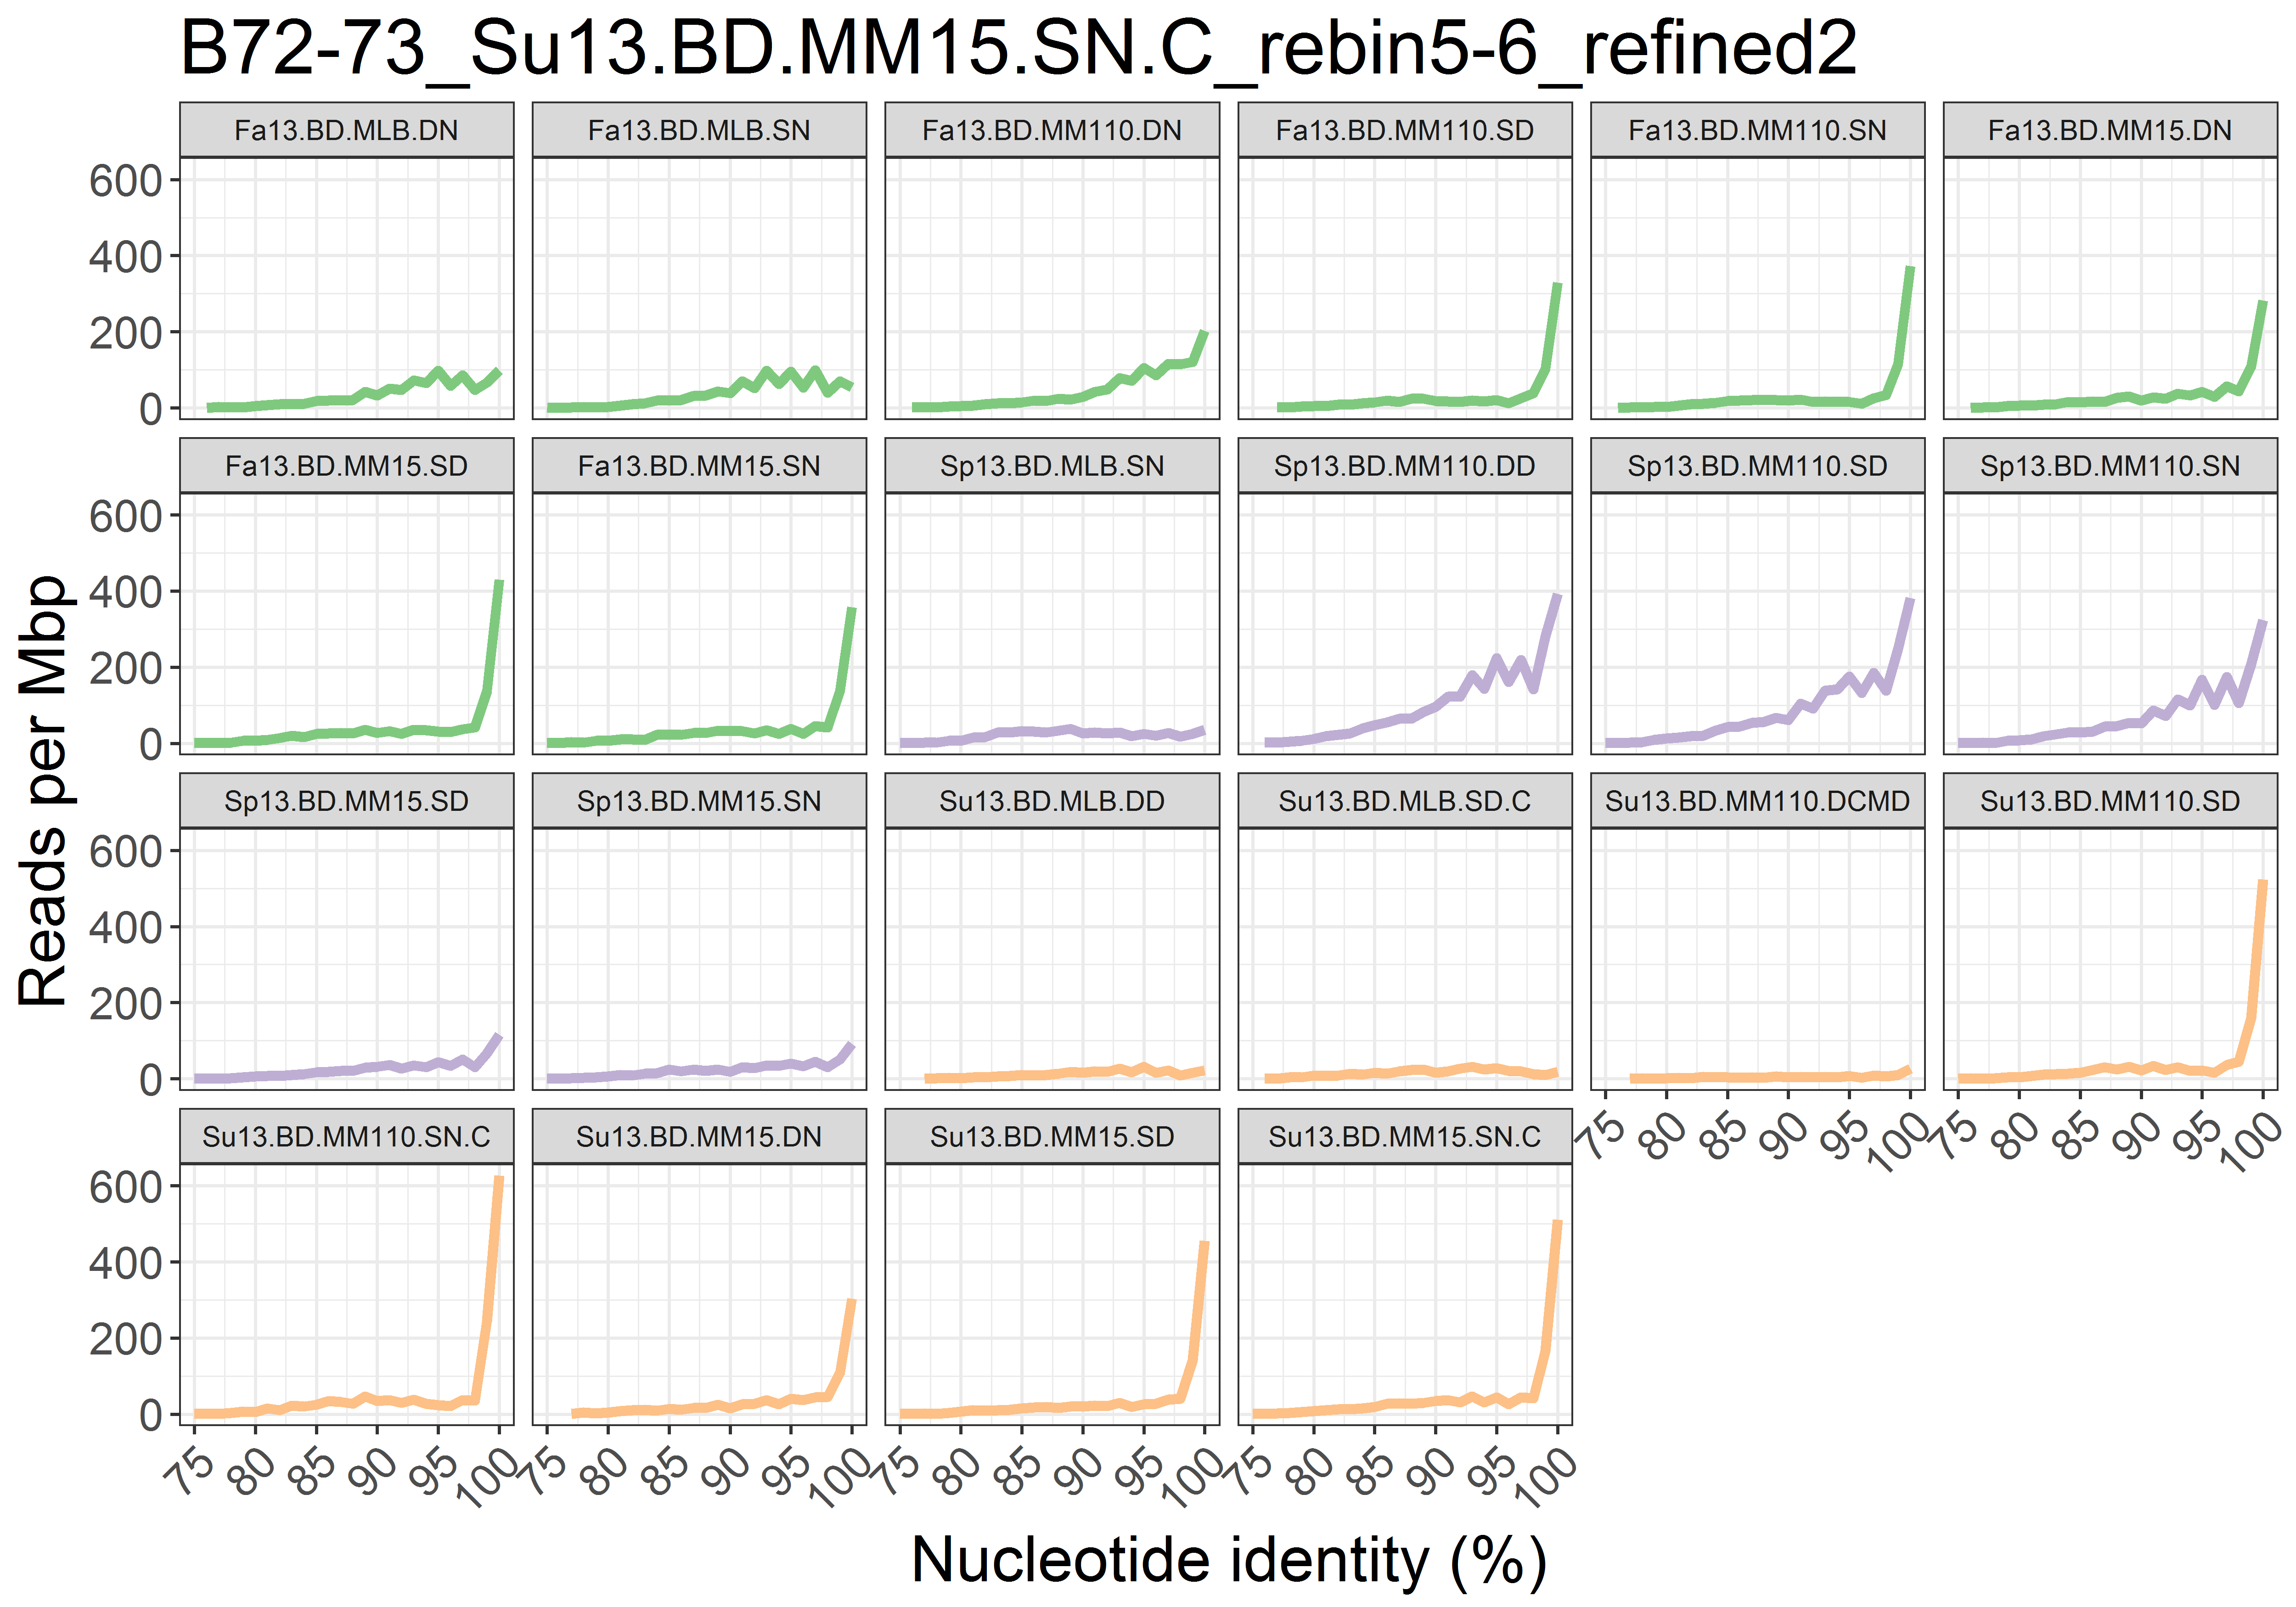 B72-73_Su13.BD.MM15.SN.C_rebin5-6_refined2
Fa13.BD.MLB.DN Fa13.BD.MLB.SN Fa13.BD.MM110.DN Fa13.BD.MM110.SD Fa13.BD.MM110.SN Fa13.BD.MM15.DN
600
400
200
0
Fa13.BD.MM15.SD Fa13.BD.MM15.SN Sp13.BD.MLB.SN Sp13.BD.MM110.DD Sp13.BD.MM110.SD Sp13.BD.MM110.SN
600
400
200
0
Sp13.BD.MM15.SD Sp13.BD.MM15.SN Su13.BD.MLB.DD Su13.BD.MLB.SD.C Su13.BD.MM110.DCMD Su13.BD.MM110.SD
600
400
200
0
75 80 85 90 95 100 75 80 85 90 95 100
Su13.BD.MM110.SN.C Su13.BD.MM15.DN Su13.BD.MM15.SD Su13.BD.MM15.SN.C
600
400
200
0
75 80 85 90 95 100 75 80 85 90 95 100 75 80 85 90 95 100 75 80 85 90 95 100
Reads per Mbp
Nucleotide identity (%)